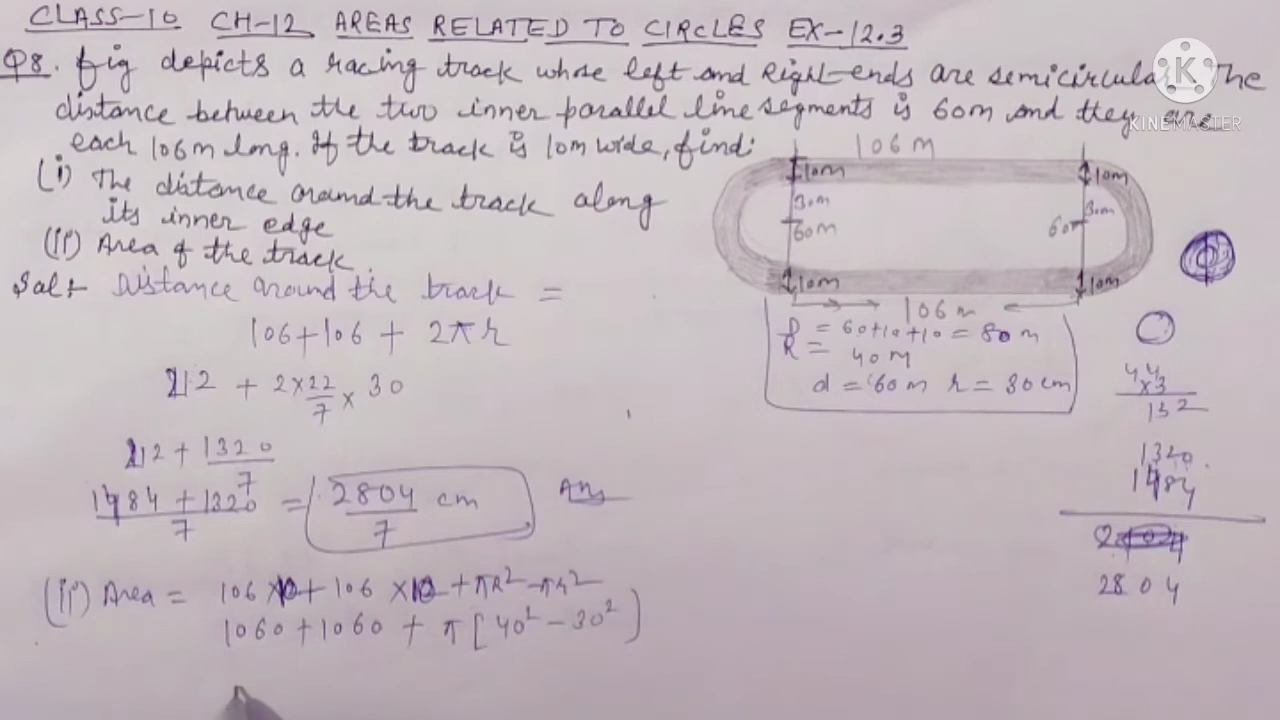 CLASS-10 CH-12 AREAS RELATED TO CIRCLES EX-12.3
Q8. fig depicts a racing track whose left and Right-ends are semicircular. The
distance between the two inner parallel line segments is 60m and they are
each 106m long. If the track is 10m wide, find:
(i) The distance around the track along
its inner edge
(ii) Area of the track.
Sol:- Distance around the track =
106+106 + 2πr
212 + 2×22/7 × 30
212 + 1320/7
1484 + 1320/7 = 2804/7 cm Ans
(ii) Area = 106×10+106×10+πR²-πr²
1060+1060 + π[40²-30²)
106m
10m
10m
30m
30m
60m
60m
10m
10m
106m
D = 60+10+10 = 80 m
R = 40m
d = 60m r = 30cm
K
KINEMASTER
44
×3
132
1320
1484
2804